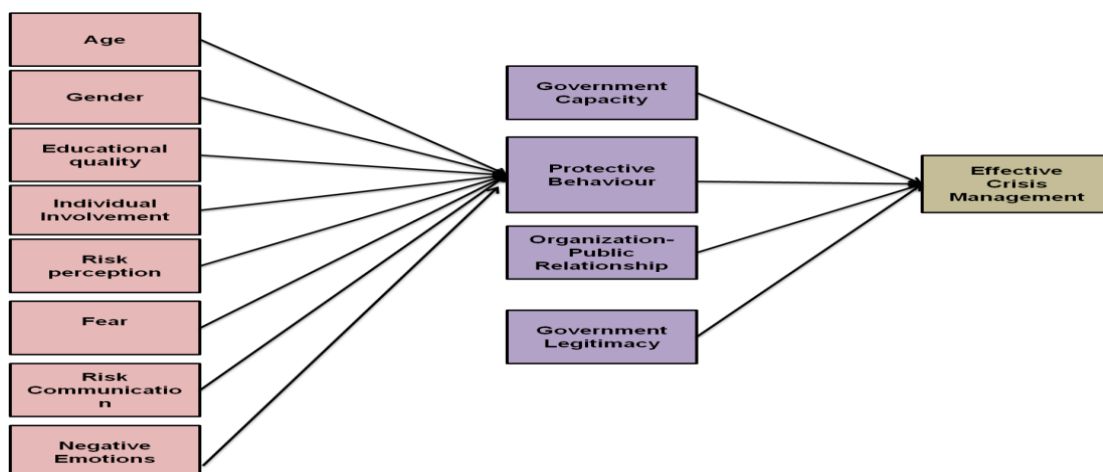 Age
Gender
Educational
quality
Individual
Involvement
Risk
perception
Fear
Risk
Communicatio
n
Negative
Emotions
Government
Capacity
Protective
Behaviour
Organization-
Public
Relationship
Government
Legitimacy
Effective
Crisis
Management